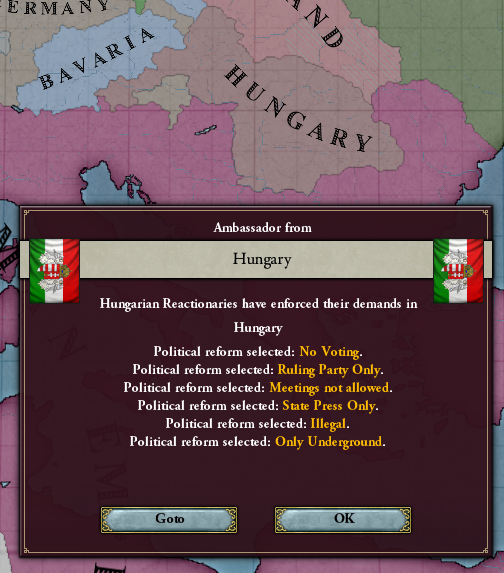 GERMANY
BAVARIA
AND
HUNGARY
Ambassador from
Hungary
Hungarian Reactionaries have enforced their demands in
Hungary
Political reform selected: No Voting.
Political reform selected: Ruling Party Only.
Political reform selected: Meetings not allowed.
Political reform selected: State Press Only.
Political reform selected: Illegal.
Political reform selected: Only Underground.
Goto
OK